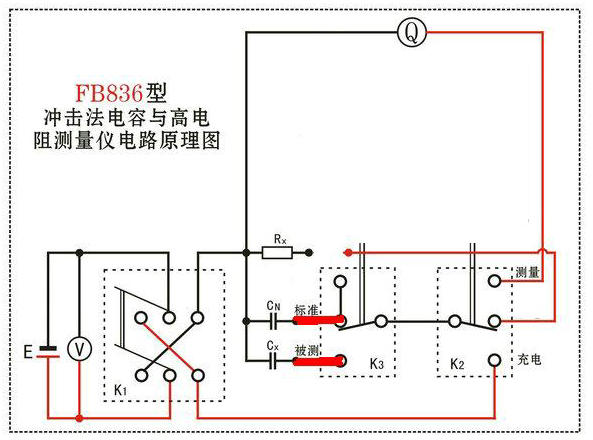 Q
FB836型
冲击法电容与高电
阻测量仪电路原理图
Rx
测量
CN
标准
E
V
Cx
被测
K1
K3
K2
充电